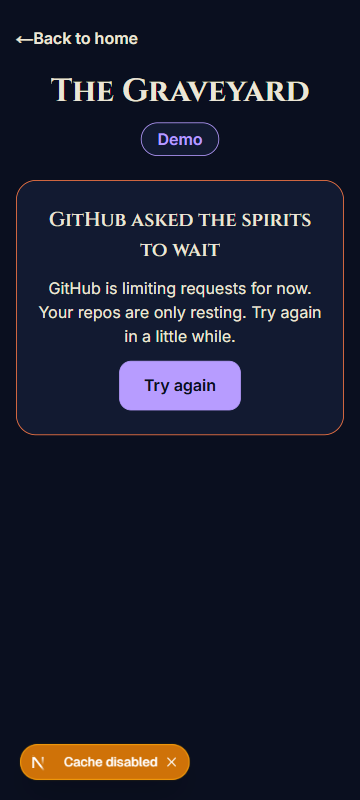 ←Back to home
The Graveyard
Demo
GitHub asked the spirits
to wait
GitHub is limiting requests for now.
Your repos are only resting. Try again
in a little while.
Try again
N Cache disabled ×